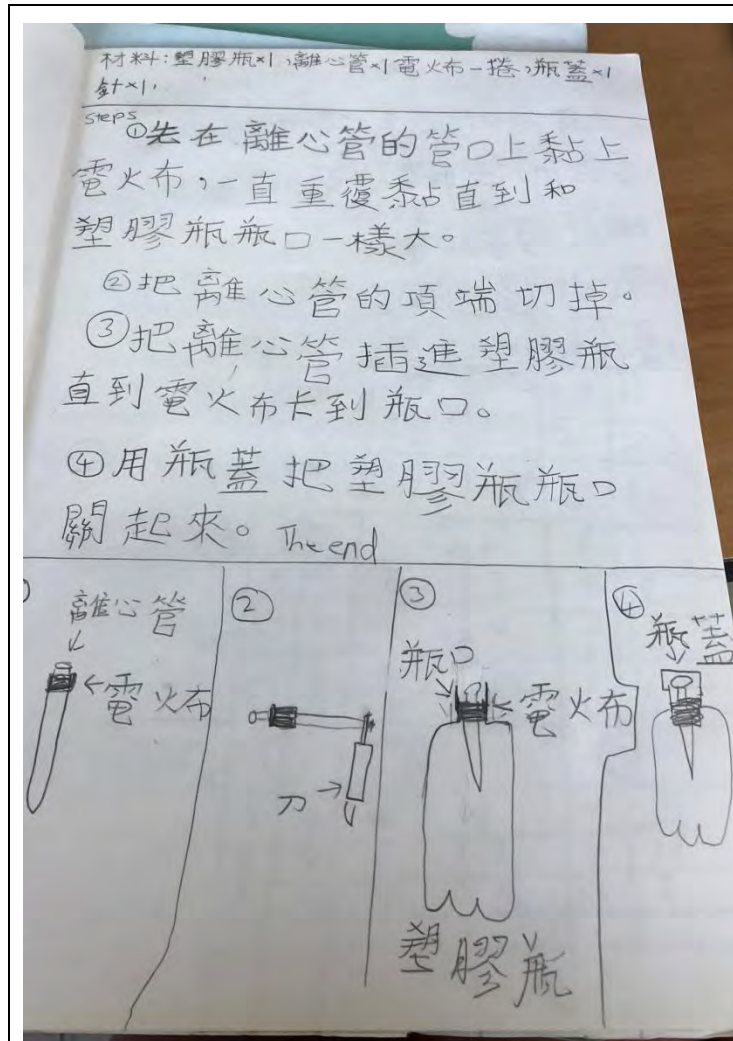 材料:塑膠瓶×1,離心管×1電火布一捲,瓶蓋×1
針×1,
steps
①先在離心管的管口上黏上
電火布,一直重覆黏直到和
塑膠瓶瓶口一樣大。
②把離心管的頂端切掉。
③把離心管插進塑膠瓶
直到電火布卡到瓶口。
④用瓶蓋把塑膠瓶瓶口
關起來。The end
離心管
電火布
②
刀
③
瓶口
電火布
塑膠瓶
④
瓶蓋